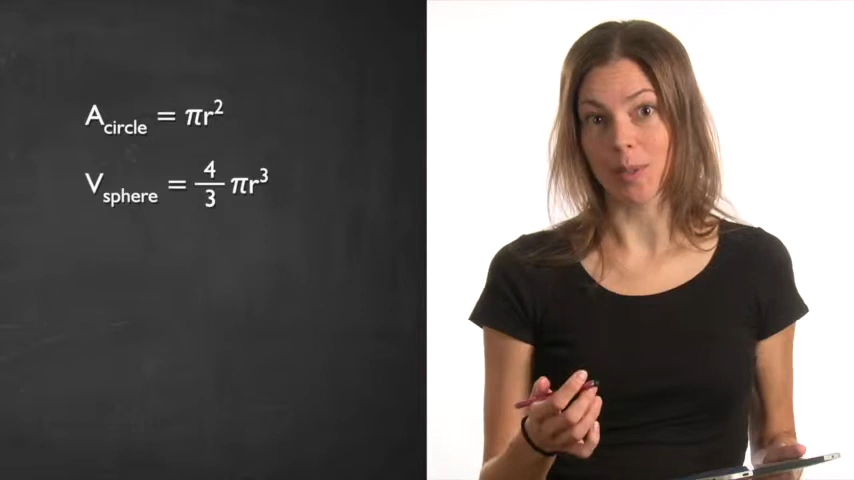 A_circle = πr²
V_sphere = 4/3 πr³